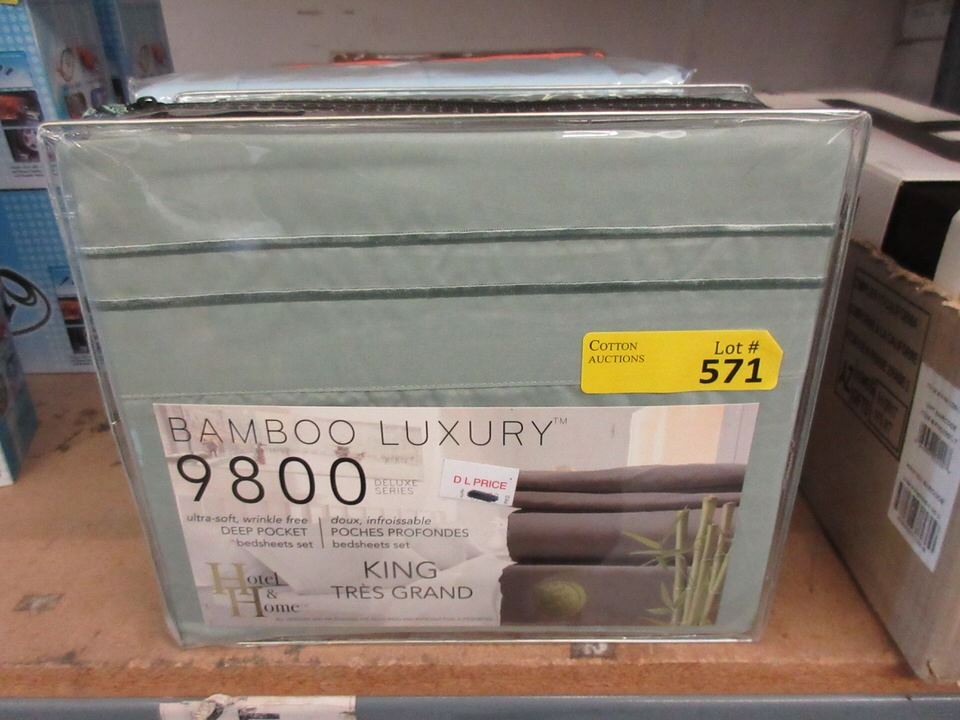 COTTON
AUCTIONS
Lot #
571
BAMBOO LUXURY™
9800 DELUXE
SERIES
D L PRICE
ultra-soft, wrinkle free
DEEP POCKET
bedsheets set
doux, infroissable
POCHES PROFONDES
bedsheets set
Hotel
&
Home
KING
TRÈS GRAND